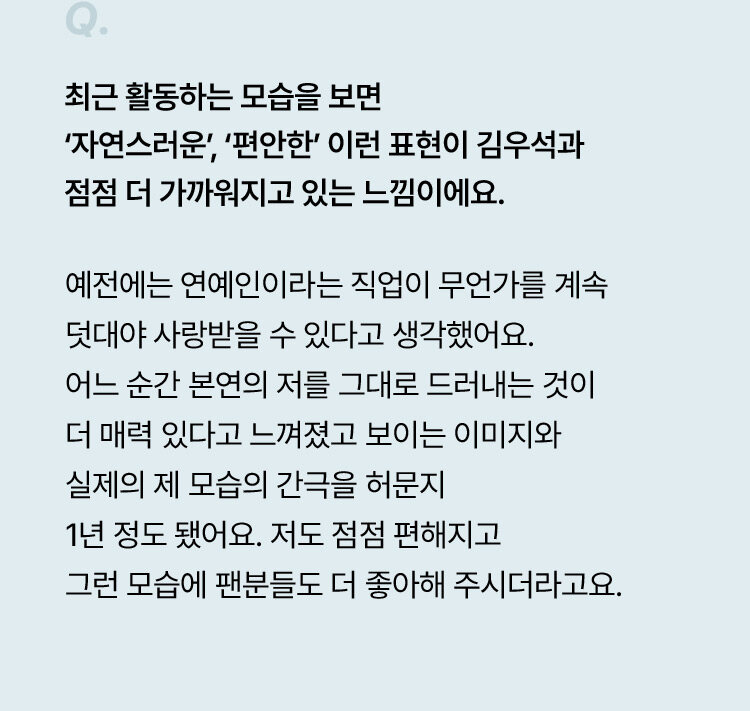 Q.
최근 활동하는 모습을 보면
‘자연스러운’, ‘편안한’ 이런 표현이 김우석과
점점 더 가까워지고 있는 느낌이에요.
예전에는 연예인이라는 직업이 무언가를 계속
덧대야 사랑받을 수 있다고 생각했어요.
어느 순간 본연의 저를 그대로 드러내는 것이
더 매력 있다고 느껴졌고 보이는 이미지와
실제의 제 모습의 간극을 허문지
1년 정도 됐어요. 저도 점점 편해지고
그런 모습에 팬분들도 더 좋아해 주시더라고요.